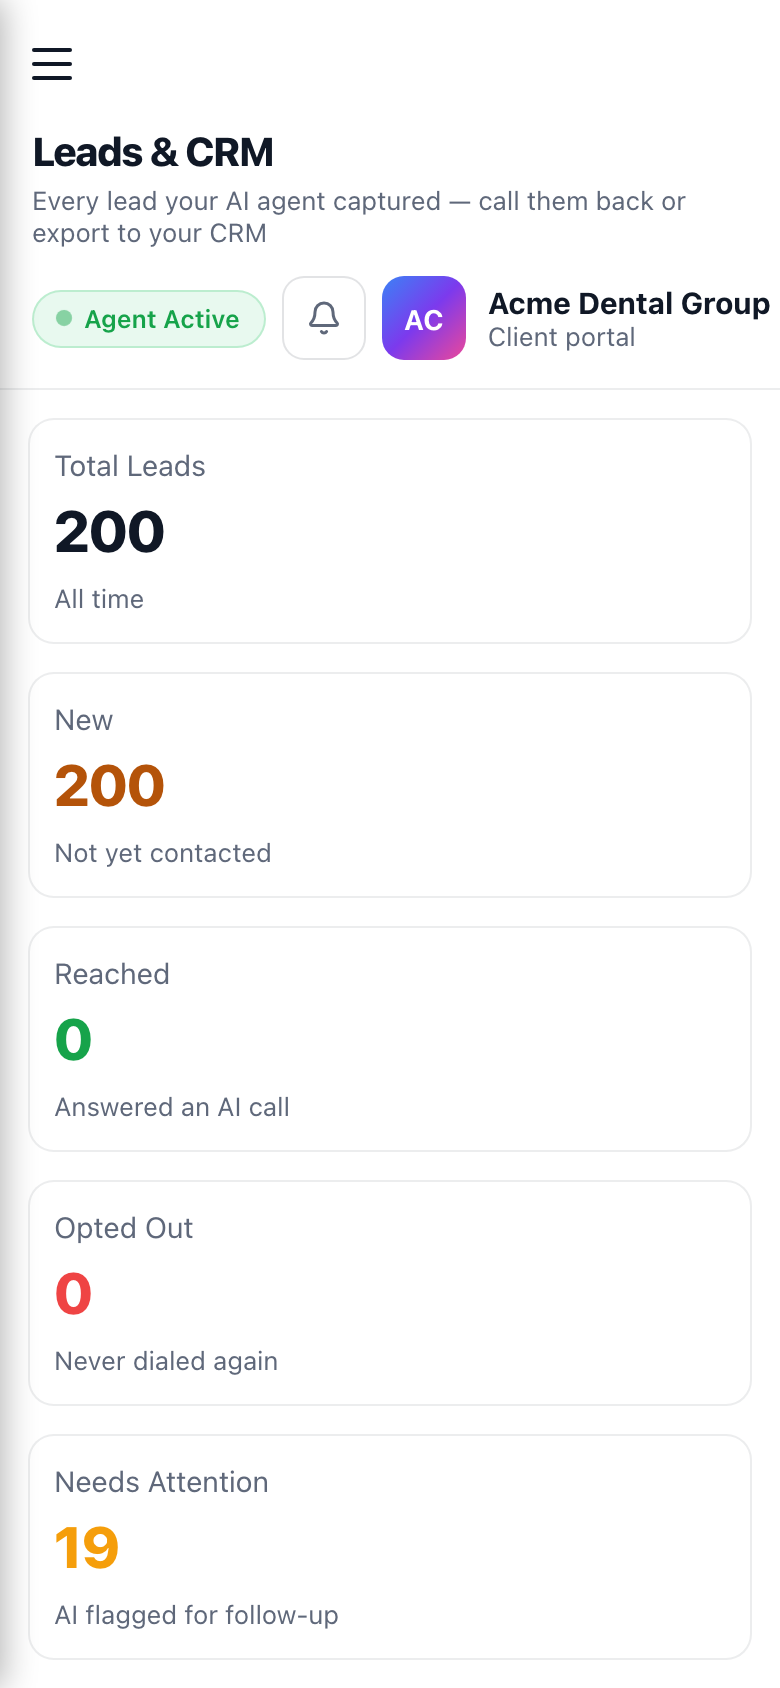 Leads & CRM
Every lead your AI agent captured — call them back or
export to your CRM
Agent Active
AC
Acme Dental Group
Client portal
Total Leads
200
All time
New
200
Not yet contacted
Reached
0
Answered an AI call
Opted Out
0
Never dialed again
Needs Attention
19
AI flagged for follow-up